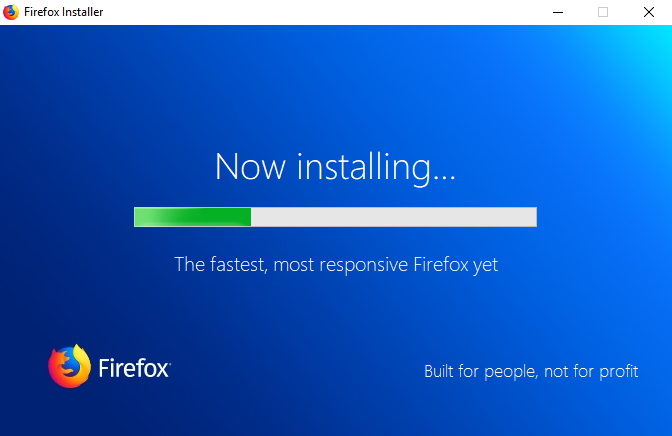 Firefox Installer
Now installing...
The fastest, most responsive Firefox yet
Firefox
Built for people, not for profit